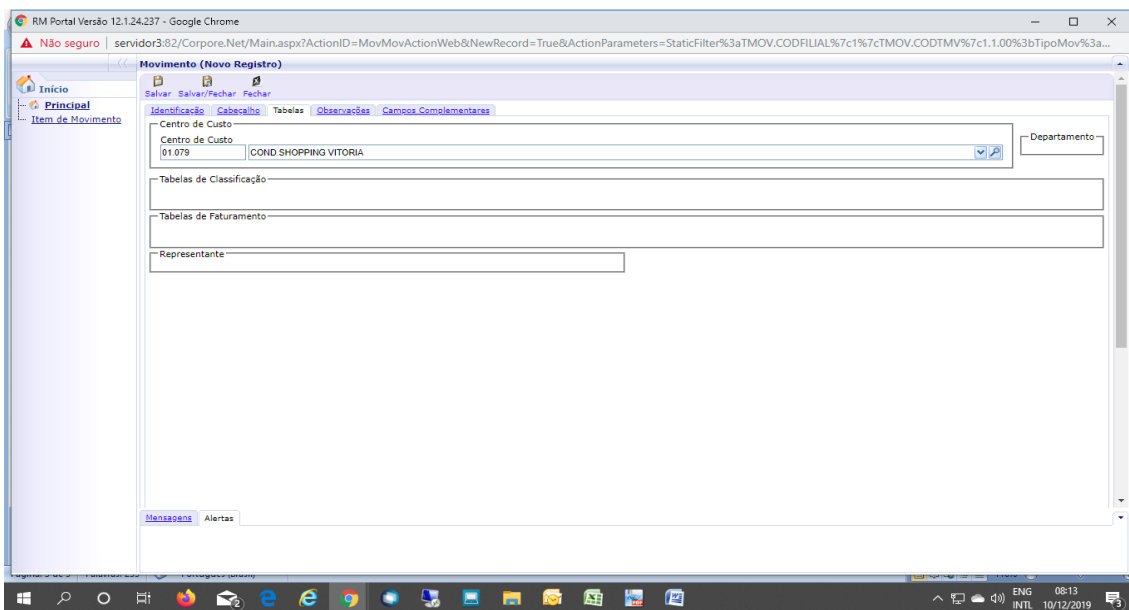 RM Portal Versão 12.1.24.237 - Google Chrome
Não seguro | servidor3:82/Corpore.Net/Main.aspx?ActionID=MovMovActionWeb&NewRecord=True&ActionParameters=StaticFilter%3aTMOV.CODFILIAL%7c1%7cTMOV.CODTMV%7c1.1.00%3bTipoMov%3a...
Movimento (Novo Registro)
Início
Principal
Item de Movimento
Salvar Salvar/Fechar Fechar
Identificação Cabeçalho Tabelas Observações Campos Complementares
Centro de Custo
Centro de Custo
01.079 COND.SHOPPING VITORIA
Departamento
Tabelas de Classificação
Tabelas de Faturamento
Representante
Mensagens Alertas
ENG 08:13
INTL 10/12/2019